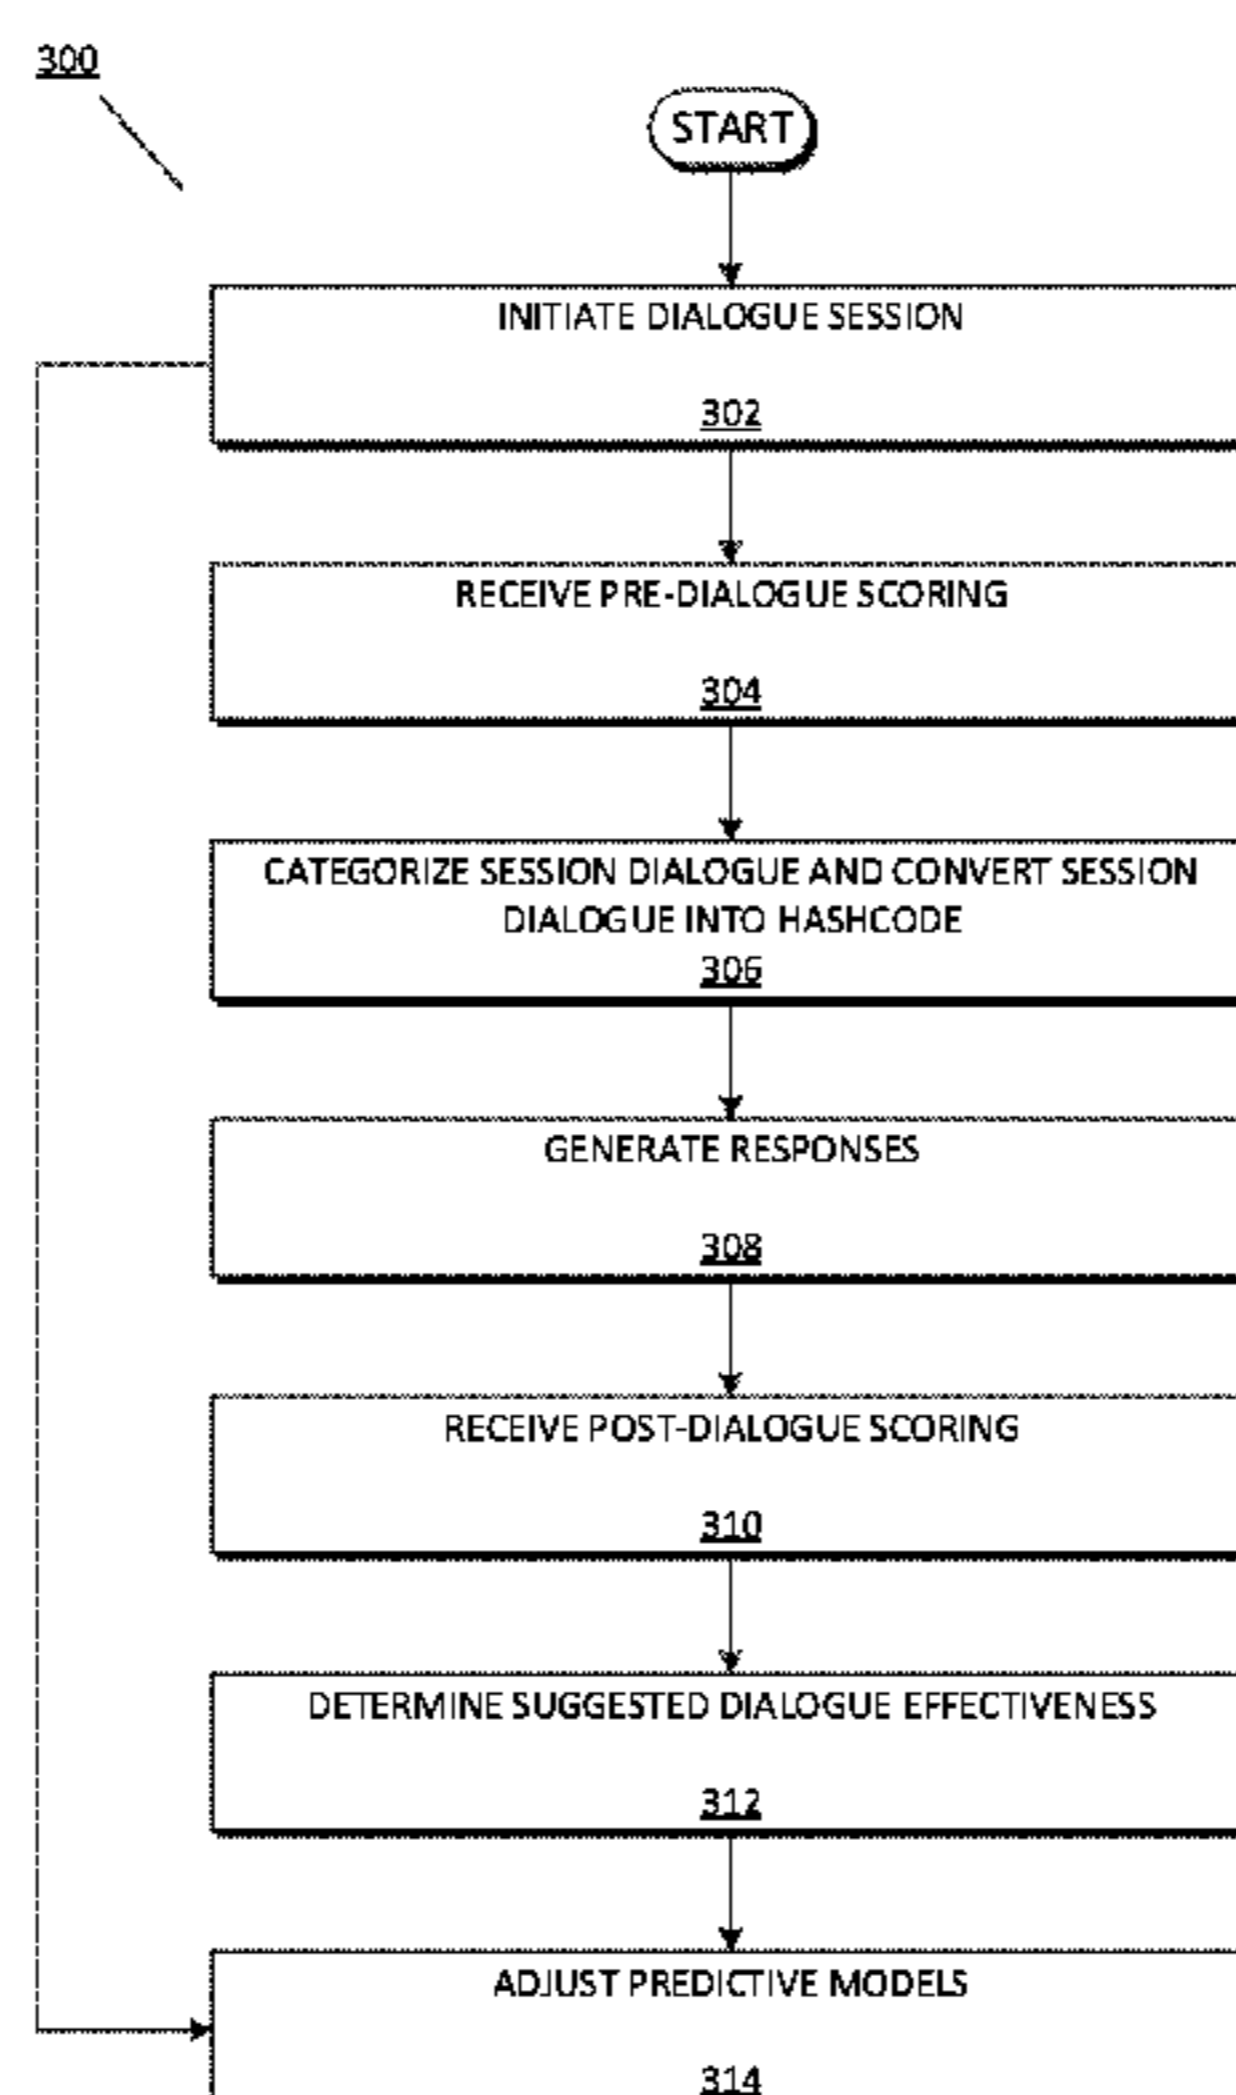 300
START
INITIATE DIALOGUE SESSION
302
RECEIVE PRE-DIALOGUE SCORING
304
CATEGORIZE SESSION DIALOGUE AND CONVERT SESSION
DIALOGUE INTO HASHCODE
306
GENERATE RESPONSES
308
RECEIVE POST-DIALOGUE SCORING
310
DETERMINE SUGGESTED DIALOGUE EFFECTIVENESS
312
ADJUST PREDICTIVE MODELS
314